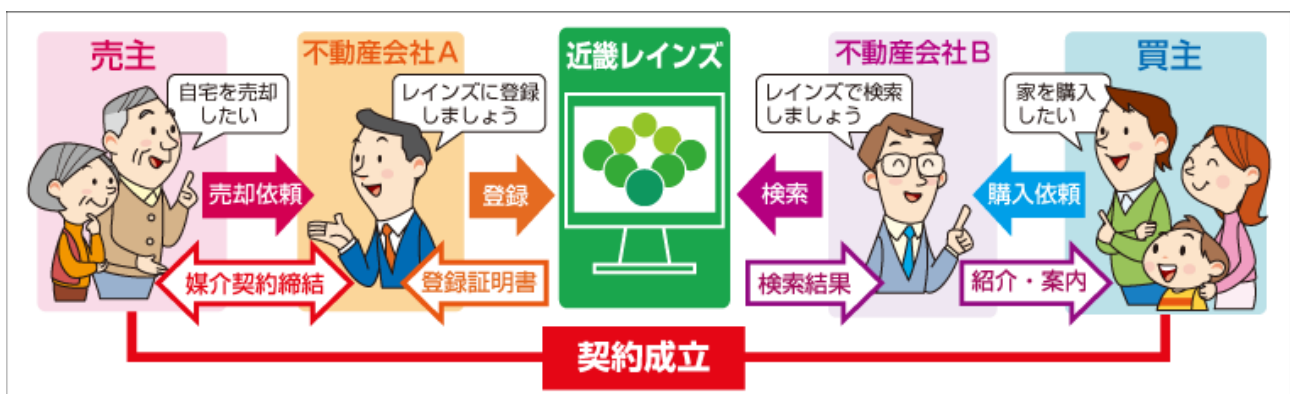 売主
自宅を売却
したい
売却依頼
媒介契約締結
不動産会社A
レインズに登録
しましょう
登録
登録証明書
近畿レインズ
不動産会社B
レインズで検索
しましょう
検索
検索結果
買主
家を購入
したい
購入依頼
紹介・案内
契約成立